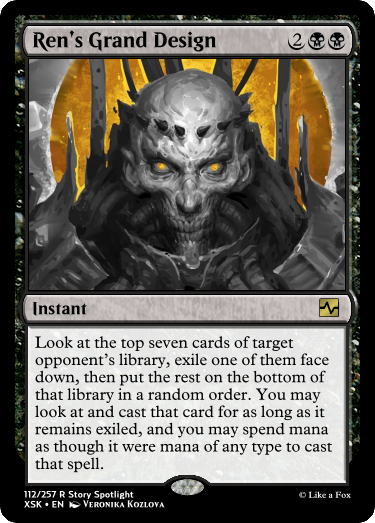 Ren's Grand Design 2
Instant
Look at the top seven cards of target
opponent's library, exile one of them face
down, then put the rest on the bottom of
that library in a random order. You may
look at and cast that card for as long as it
remains exiled, and you may spend mana
as though it were mana of any type to cast
that spell.
112/257 R Story Spotlight
XSK • EN Veronika Kozlova
© Like a Fox